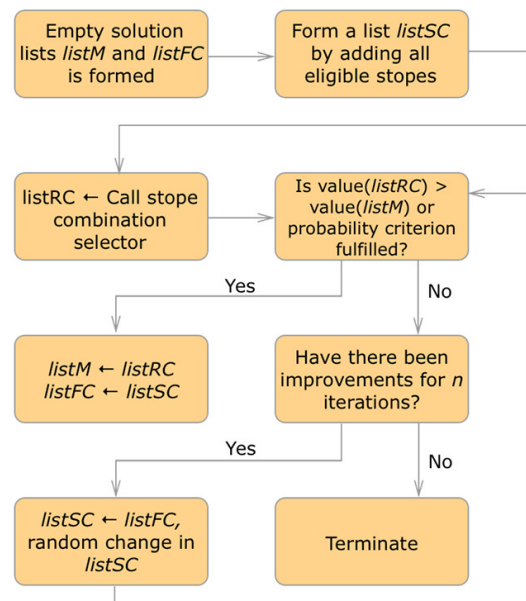 Empty solution
lists listM and listFC
is formed
Form a list listSC
by adding all
eligible stopes
listRC ← Call stope
combination
selector
Is value(listRC) >
value(listM) or
probability criterion
fulfilled?
Yes
No
listM ← listRC
listFC ← listSC
Have there been
improvements for n
iterations?
Yes
No
listSC ← listFC,
random change in
listSC
Terminate